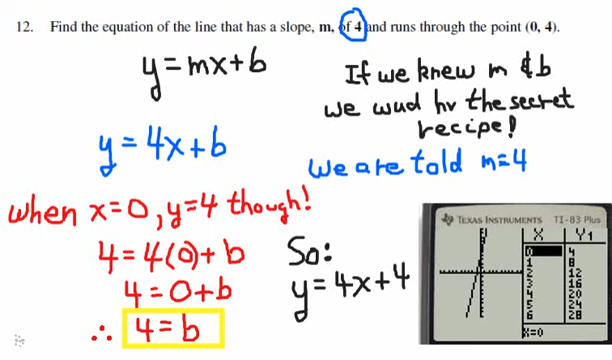 12. Find the equation of the line that has a slope, m, of 4 and runs through the point (0, 4).
y = mx + b
If we knew m & b
we wud hv the secret
recipe!
y = 4x + b
we are told m = 4
when x = 0, y = 4 though!
4 = 4(0) + b
4 = 0 + b
∴ 4 = b
So:
y = 4x + 4
TEXAS INSTRUMENTS TI-83 Plus
X Y1
0 4
1 8
2 12
3 16
4 20
5 24
6 28
X=0